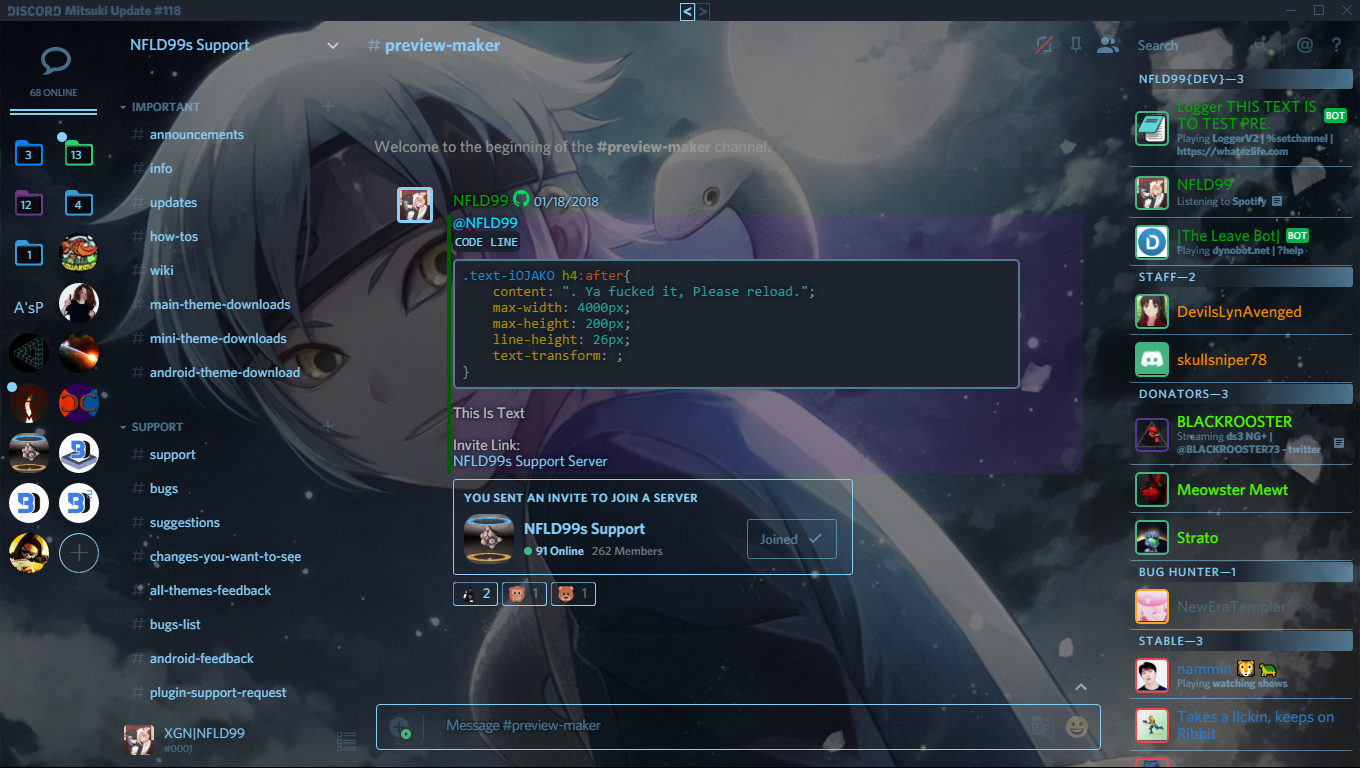 DISCORD Mitsuki Update #118
< >
NFLD99s Support
# preview-maker
Search
@ ?
68 ONLINE
3
13
12
4
1
A'sP
IMPORTANT
# announcements
# info
# updates
# how-tos
# wiki
# main-theme-downloads
# mini-theme-downloads
# android-theme-download
SUPPORT
# support
# bugs
# suggestions
# changes-you-want-to-see
# all-themes-feedback
# bugs-list
# android-feedback
# plugin-support-request
XGN|NFLD99
#0001
Welcome to the beginning of the #preview-maker channel.
NFLD99 01/18/2018
@NFLD99
CODE LINE
.text-iOJAKO h4:after{
content: ". Ya fucked it, Please reload.";
max-width: 4000px;
max-height: 200px;
line-height: 26px;
text-transform: ;
}
This Is Text
Invite Link:
NFLD99s Support Server
YOU SENT AN INVITE TO JOIN A SERVER
NFLD99s Support
91 Online 262 Members
Joined
2
1
1
Message #preview-maker
NFLD99{DEV}—3
Logger THIS TEXT IS
TO TEST PRE.
BOT
Playing LoggerV2 | %setchannel |
https://whatezlife.com
NFLD99
Listening to Spotify
|The Leave Bot| BOT
Playing dynobot.net | ?help
STAFF—2
DevilsLynAvenged
skullsniper78
DONATORS—3
BLACKROOSTER
Streaming ds3 NG+ |
@BLACKROOSTER73 - twitter
Meowster Mewt
Strato
BUG HUNTER—1
NewEraTemplar
STABLE—3
nammin
Playing watching shows
Takes a lickin, keeps on
Ribbit